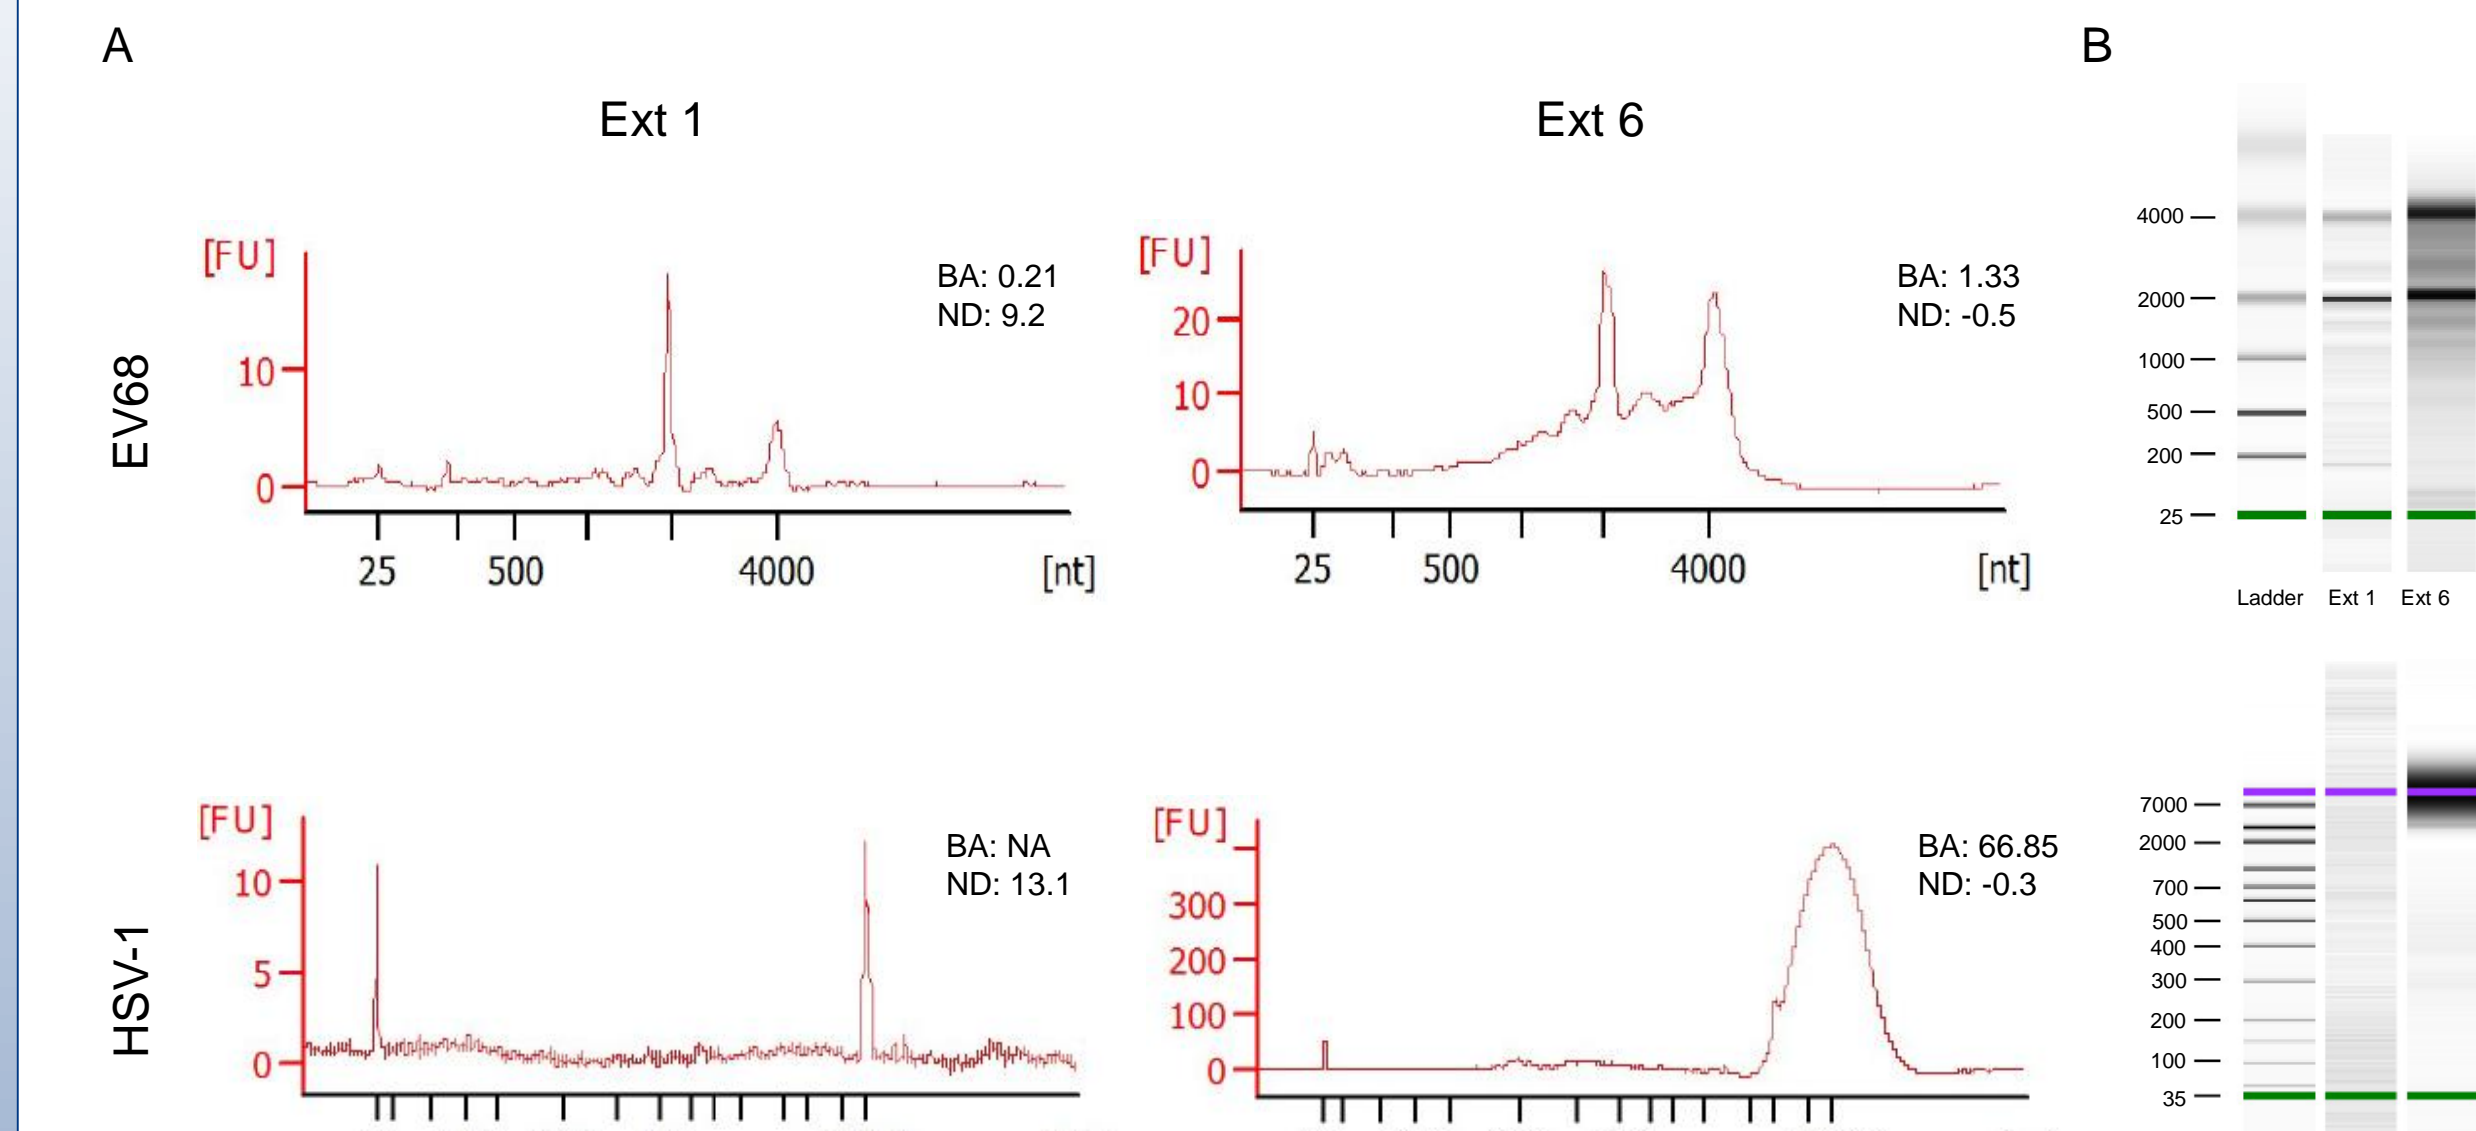 A
B
Ext 1
Ext 6
EV68
[FU]
10
0
BA: 0.21
ND: 9.2
25
500
4000
[nt]
[FU]
20
10
0
BA: 1.33
ND: -0.5
25
500
4000
[nt]
4000
2000
1000
500
200
25
Ladder
Ext 1
Ext 6
HSV-1
[FU]
10
5
0
BA: NA
ND: 13.1
[FU]
300
200
100
0
BA: 66.85
ND: -0.3
7000
2000
700
500
400
300
200
100
35